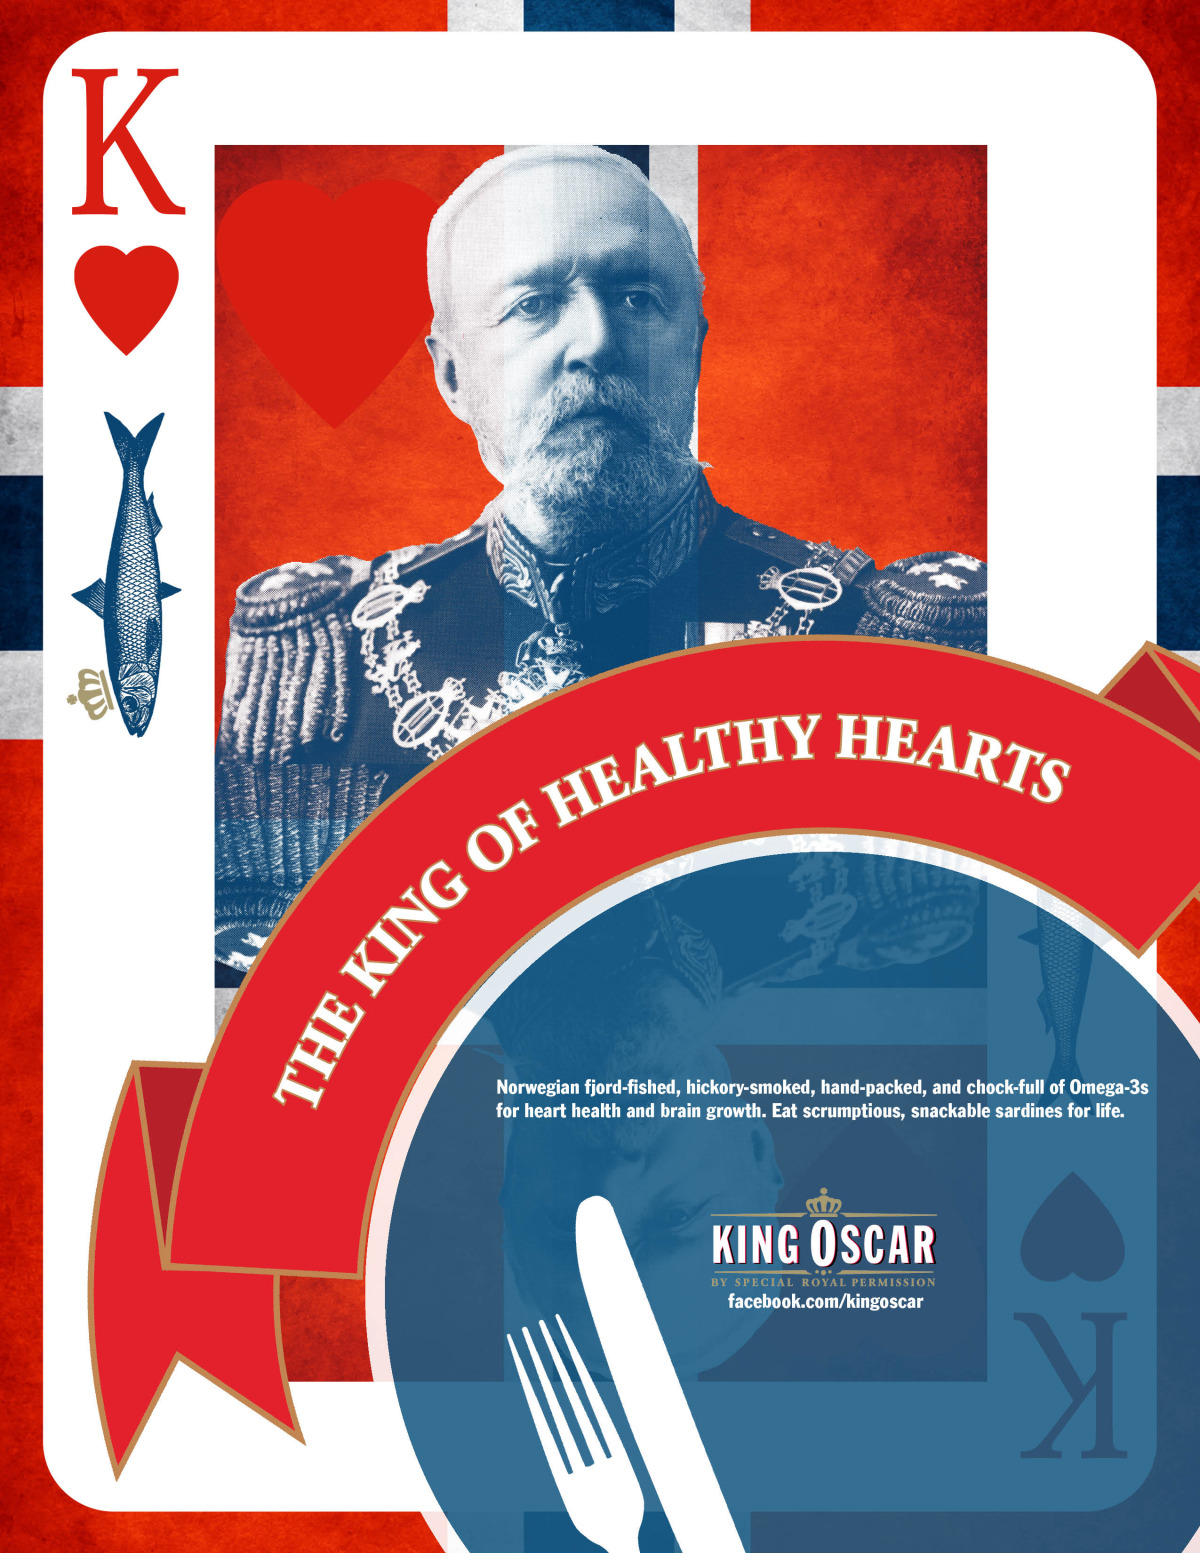 K
THE KING OF HEALTHY HEARTS
Norwegian fjord-fished, hickory-smoked, hand-packed, and chock-full of Omega-3s
for heart health and brain growth. Eat scrumptious, snackable sardines for life.
KING OSCAR
BY SPECIAL ROYAL PERMISSION
facebook.com/kingoscar
K